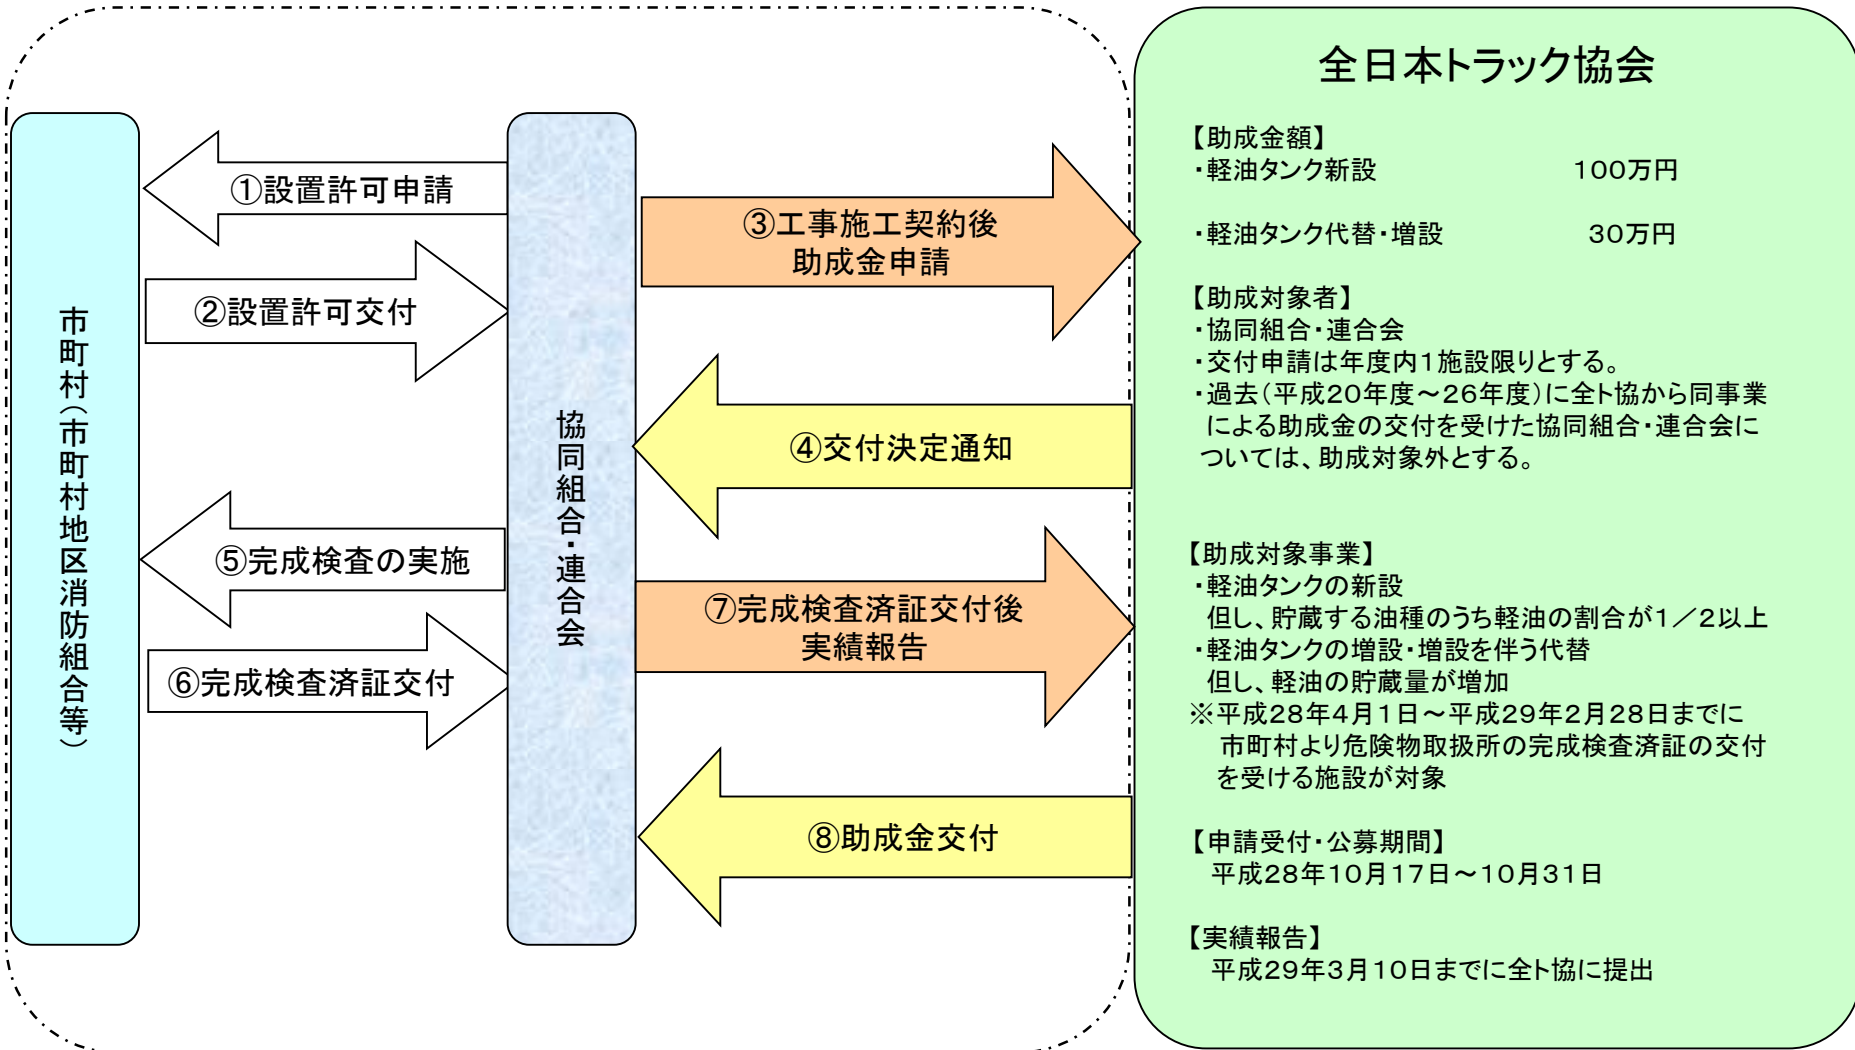 市町村（市町村地区消防組合等）
①設置許可申請
②設置許可交付
⑤完成検査の実施
⑥完成検査済証交付
協同組合・連合会
③工事施工契約後
助成金申請
④交付決定通知
⑦完成検査済証交付後
実績報告
⑧助成金交付
全日本トラック協会
【助成金額】
・軽油タンク新設 １００万円
・軽油タンク代替・増設 ３０万円
【助成対象者】
・協同組合・連合会
・交付申請は年度内１施設限りとする。
・過去（平成２０年度～２６年度）に全ト協から同事業
による助成金の交付を受けた協同組合・連合会に
ついては、助成対象外とする。
【助成対象事業】
・軽油タンクの新設
但し、貯蔵する油種のうち軽油の割合が１／２以上
・軽油タンクの増設・増設を伴う代替
但し、軽油の貯蔵量が増加
※平成２８年４月１日～平成２９年２月２８日までに
市町村より危険物取扱所の完成検査済証の交付
を受ける施設が対象
【申請受付・公募期間】
平成２８年１０月１７日～１０月３１日
【実績報告】
平成２９年３月１０日までに全ト協に提出